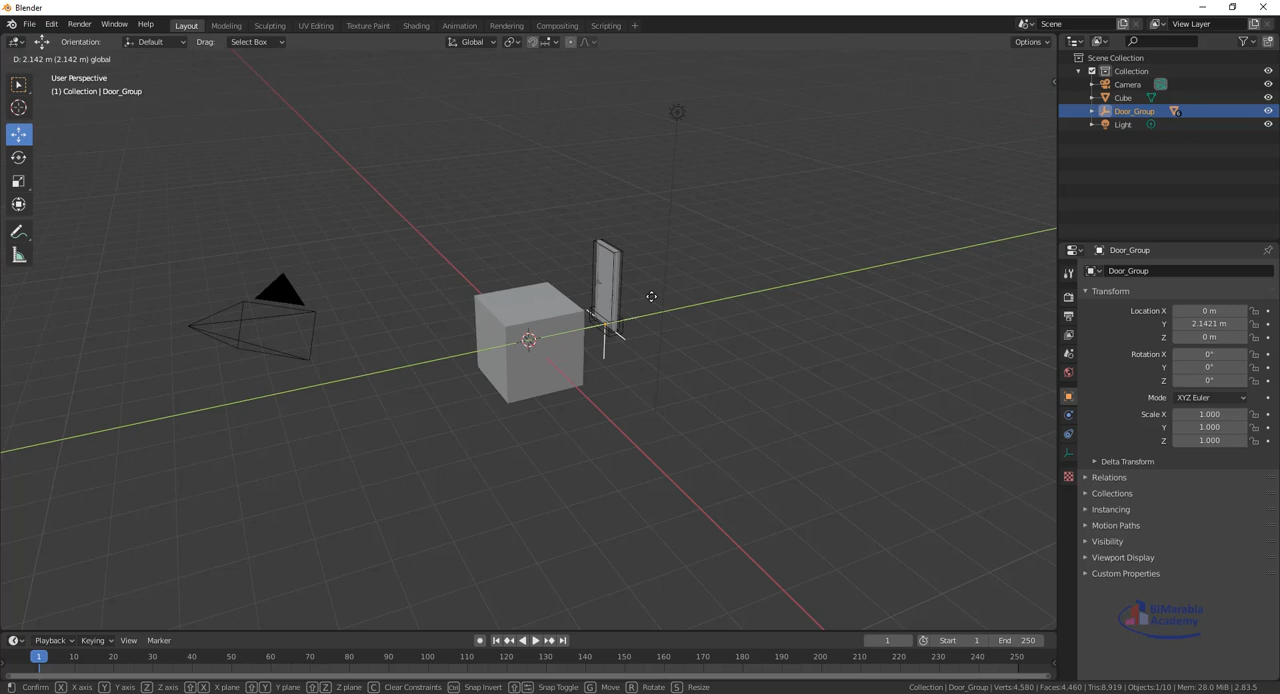 Blender
File Edit Render Window Help Layout Modeling Sculpting UV Editing Texture Paint Shading Animation Rendering Compositing Scripting + Scene View Layer
Orientation: Default Drag: Select Box Global Options
D: 2.142 m (2.142 m) global
User Perspective
(1) Collection | Door_Group
Scene Collection
Collection
Camera
Cube
Door_Group 6
Light
Door_Group
Door_Group
Transform
Location X 0 m
Y 2.1421 m
Z 0 m
Rotation X 0°
Y 0°
Z 0°
Mode XYZ Euler
Scale X 1.000
Y 1.000
Z 1.000
Delta Transform
Relations
Collections
Instancing
Motion Paths
Visibility
Viewport Display
Custom Properties
BiMarabia
Academy
Playback Keying View Marker 1 Start 1 End 250
1 10 20 30 40 50 60 70 80 90 100 110 120 130 140 150 160 170 180 190 200 210 220 230 240 250
Confirm X X axis Y Y axis Z Z axis X X plane Y Y plane Z Z plane C Clear Constraints Ctrl Snap Invert Snap Toggle G Move R Rotate S Resize Collection | Door_Group | Verts:4,580 | Faces:4,460 | Tris:8,919 | Objects:1/10 | Mem: 28.0 MiB | 2.83.5